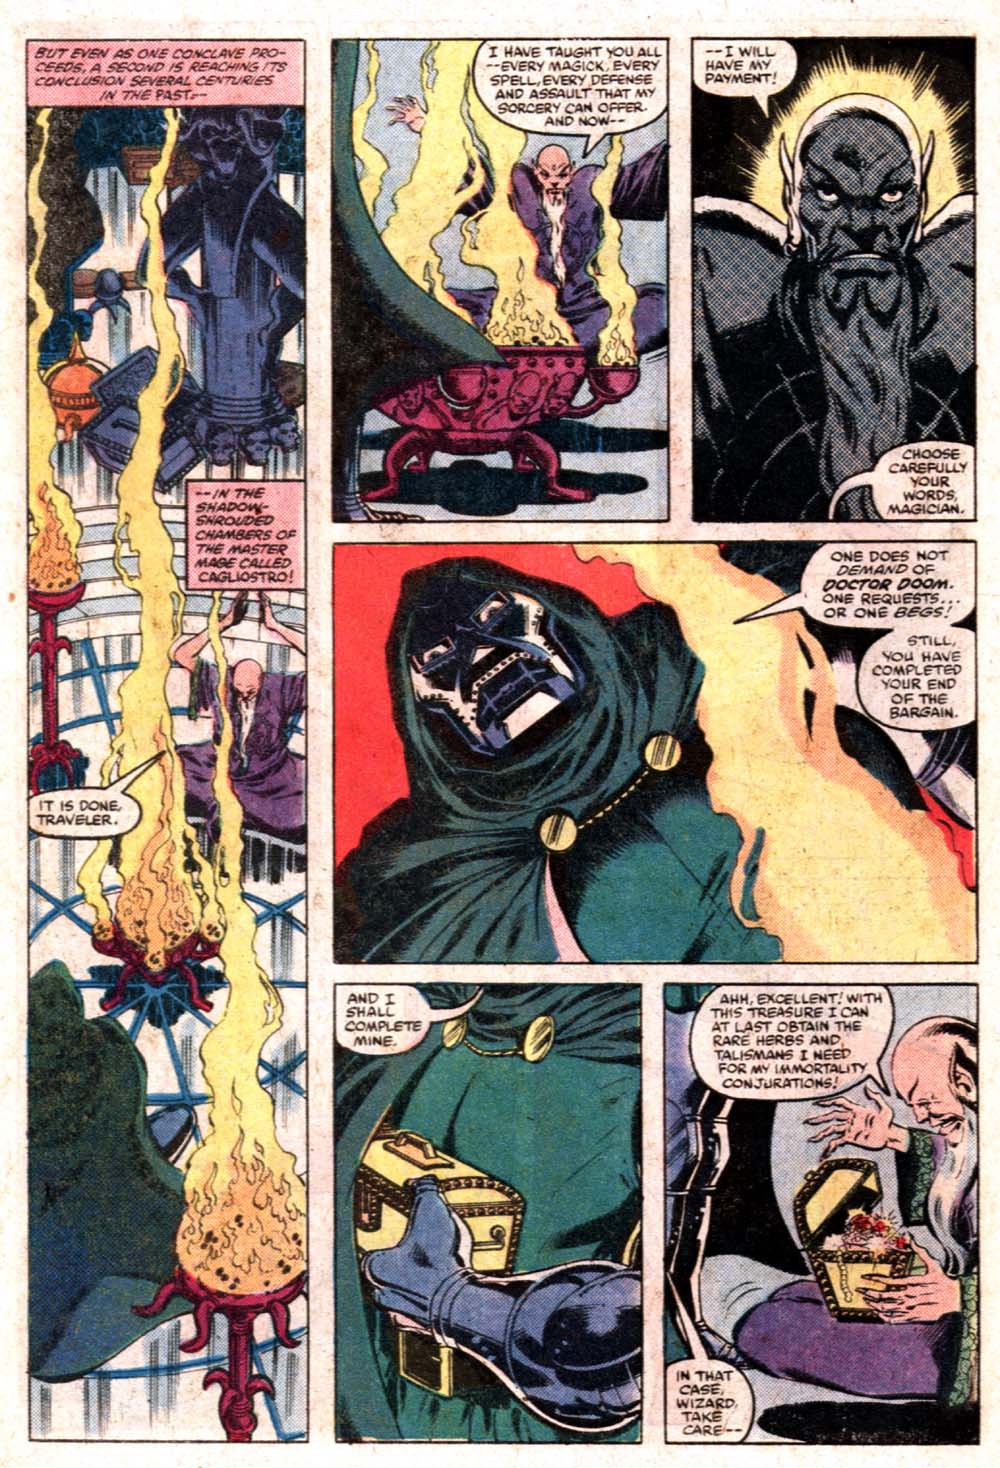 BUT EVEN AS ONE CONCLAVE PRO-
CEEDS, A SECOND IS REACHING ITS
CONCLUSION SEVERAL CENTURIES
IN THE PAST--
--IN THE
SHADOW-
SHROUDED
CHAMBERS OF
THE MASTER
MAGE CALLED
CAGLIOSTRO!
IT IS DONE,
TRAVELER.
I HAVE TAUGHT YOU ALL
--EVERY MAGICK, EVERY
SPELL, EVERY DEFENSE
AND ASSAULT THAT MY
SORCERY CAN OFFER.
AND NOW--
--I WILL
HAVE MY
PAYMENT!
CHOOSE
CAREFULLY
YOUR
WORDS,
MAGICIAN.
ONE DOES NOT
DEMAND OF
DOCTOR DOOM.
ONE REQUESTS...
OR ONE BEGS!
STILL,
YOU HAVE
COMPLETED
YOUR END
OF THE
BARGAIN.
AND I
SHALL
COMPLETE
MINE.
AHH, EXCELLENT! WITH
THIS TREASURE I CAN
AT LAST OBTAIN THE
RARE HERBS AND
TALISMANS I NEED
FOR MY IMMORTALITY
CONJURATIONS!
IN THAT
CASE,
WIZARD,
TAKE
CARE--